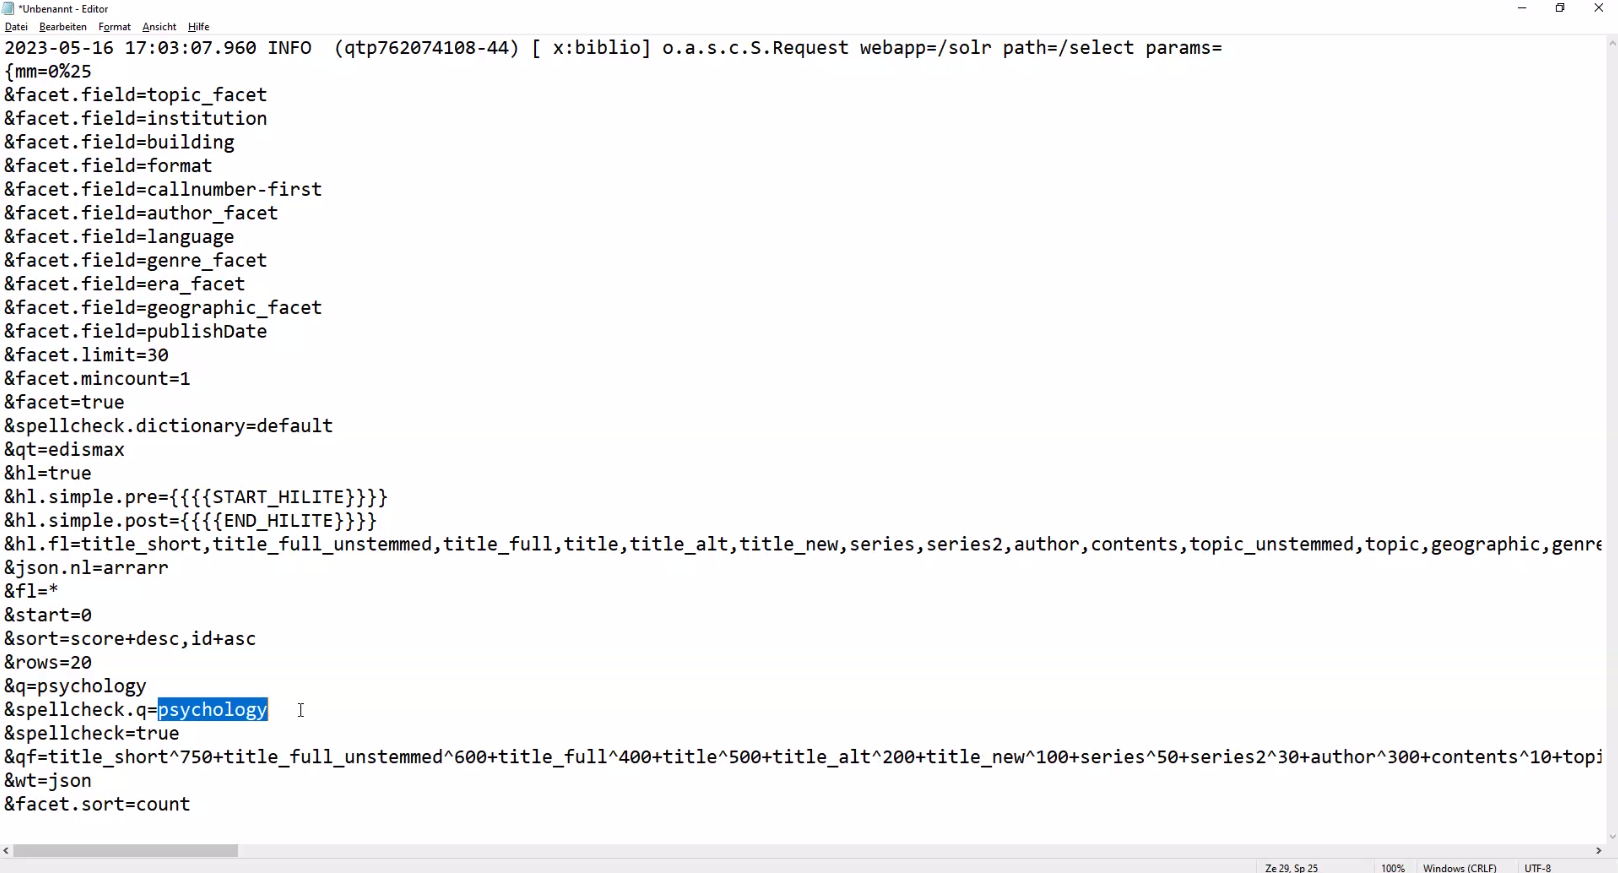 *Unbenannt - Editor
Datei Bearbeiten Format Ansicht Hilfe
2023-05-16 17:03:07.960 INFO  (qtp762074108-44) [ x:biblio] o.a.s.c.S.Request webapp=/solr path=/select params=
{mm=0%25
&facet.field=topic_facet
&facet.field=institution
&facet.field=building
&facet.field=format
&facet.field=callnumber-first
&facet.field=author_facet
&facet.field=language
&facet.field=genre_facet
&facet.field=era_facet
&facet.field=geographic_facet
&facet.field=publishDate
&facet.limit=30
&facet.mincount=1
&facet=true
&spellcheck.dictionary=default
&qt=edismax
&hl=true
&hl.simple.pre={{{{START_HILITE}}}}
&hl.simple.post={{{{END_HILITE}}}}
&hl.fl=title_short,title_full_unstemmed,title_full,title,title_alt,title_new,series,series2,author,contents,topic_unstemmed,topic,geographic,genre
&json.nl=arrarr
&fl=*
&start=0
&sort=score+desc,id+asc
&rows=20
&q=psychology
&spellcheck.q=psychology
&spellcheck=true
&qf=title_short^750+title_full_unstemmed^600+title_full^400+title^500+title_alt^200+title_new^100+series^50+series2^30+author^300+contents^10+topi
&wt=json
&facet.sort=count
Ze 29, Sp 25 100% Windows (CRLF) UTF-8